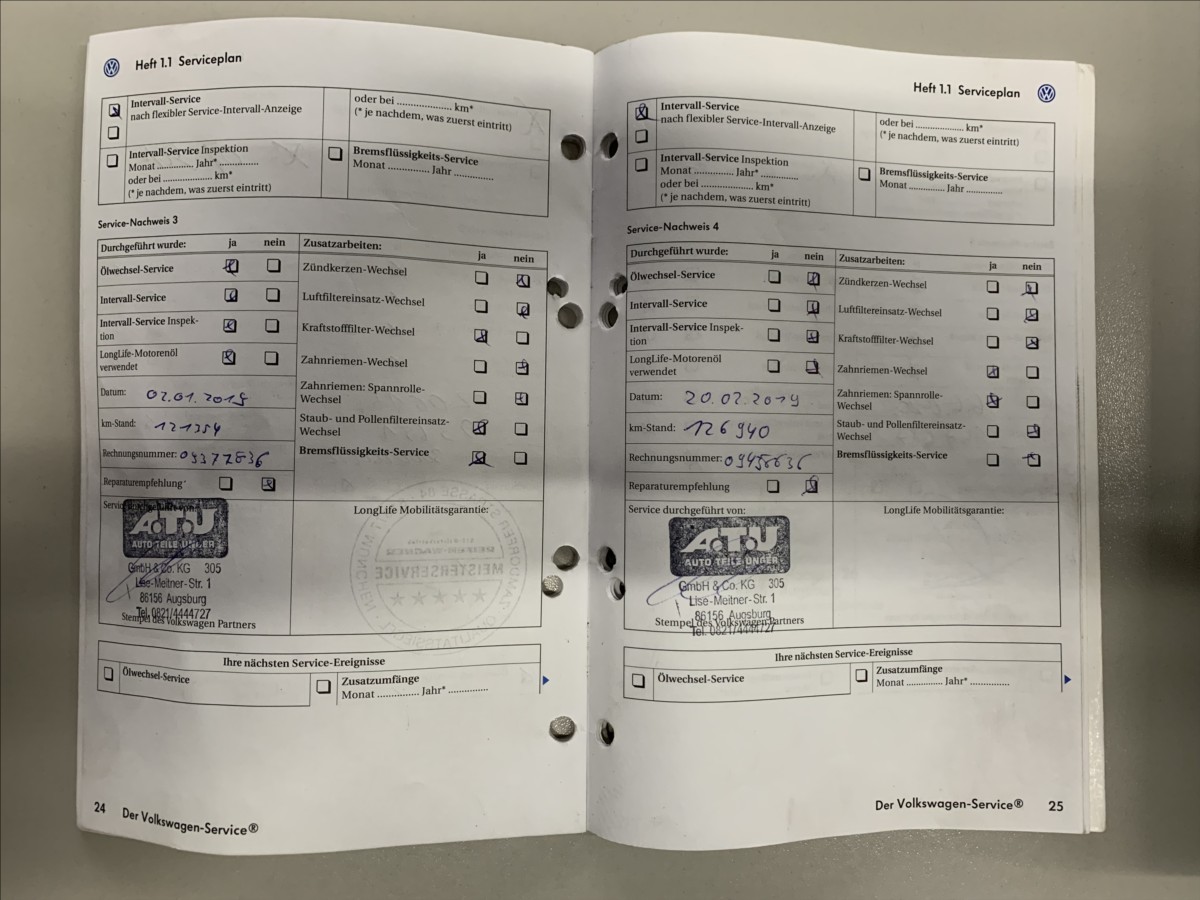 Heft 1.1 Serviceplan
Intervall-Service
nach flexibler Service-Intervall-Anzeige
oder bei .................... km*
(* je nachdem, was zuerst eintritt)
Intervall-Service Inspektion
Monat ............. Jahr* ..............
oder bei .................. km*
(* je nachdem, was zuerst eintritt)
Bremsflüssigkeits-Service
Monat .............. Jahr ..............
Service-Nachweis 3
Durchgeführt wurde: ja nein
Zusatzarbeiten: ja nein
Ölwechsel-Service
Intervall-Service
Intervall-Service Inspek-
tion
LongLife-Motorenöl
verwendet
Datum: 02.01.2019
km-Stand: 121354
Rechnungsnummer:
Reparaturempfehlung
Zündkerzen-Wechsel
Luftfiltereinsatz-Wechsel
Kraftstofffilter-Wechsel
Zahnriemen-Wechsel
Zahnriemen: Spannrolle-
Wechsel
Staub- und Pollenfiltereinsatz-
Wechsel
Bremsflüssigkeits-Service
Service durchgeführt von:
A.T.U
AUTO TEILE UNGER
GmbH & Co. KG 305
Lise-Meitner-Str. 1
86156 Augsburg
Tel. 0821/4444727
Stempel des Volkswagen Partners
LongLife Mobilitätsgarantie:
MEISTERSERVICE
Ihre nächsten Service-Ereignisse
Ölwechsel-Service
Zusatzumfänge
Monat .............. Jahr* .............
24 Der Volkswagen-Service®
Heft 1.1 Serviceplan
Intervall-Service
nach flexibler Service-Intervall-Anzeige
oder bei .................. km*
(* je nachdem, was zuerst eintritt)
Intervall-Service Inspektion
Monat ............. Jahr* .............
oder bei ................... km*
(* je nachdem, was zuerst eintritt)
Bremsflüssigkeits-Service
Monat ............. Jahr .............
Service-Nachweis 4
Durchgeführt wurde: ja nein
Zusatzarbeiten: ja nein
Ölwechsel-Service
Intervall-Service
Intervall-Service Inspek-
tion
LongLife-Motorenöl
verwendet
Datum: 20.02.2019
km-Stand: 126940
Rechnungsnummer:
Reparaturempfehlung
Zündkerzen-Wechsel
Luftfiltereinsatz-Wechsel
Kraftstofffilter-Wechsel
Zahnriemen-Wechsel
Zahnriemen: Spannrolle-
Wechsel
Staub- und Pollenfiltereinsatz-
Wechsel
Bremsflüssigkeits-Service
Service durchgeführt von:
A.T.U
AUTO TEILE UNGER
GmbH & Co. KG 305
Lise-Meitner-Str. 1
86156 Augsburg
Tel. 0821/4444727
Stempel des Volkswagen Partners
LongLife Mobilitätsgarantie:
Ihre nächsten Service-Ereignisse
Ölwechsel-Service
Zusatzumfänge
Monat ............. Jahr* ..............
Der Volkswagen-Service® 25